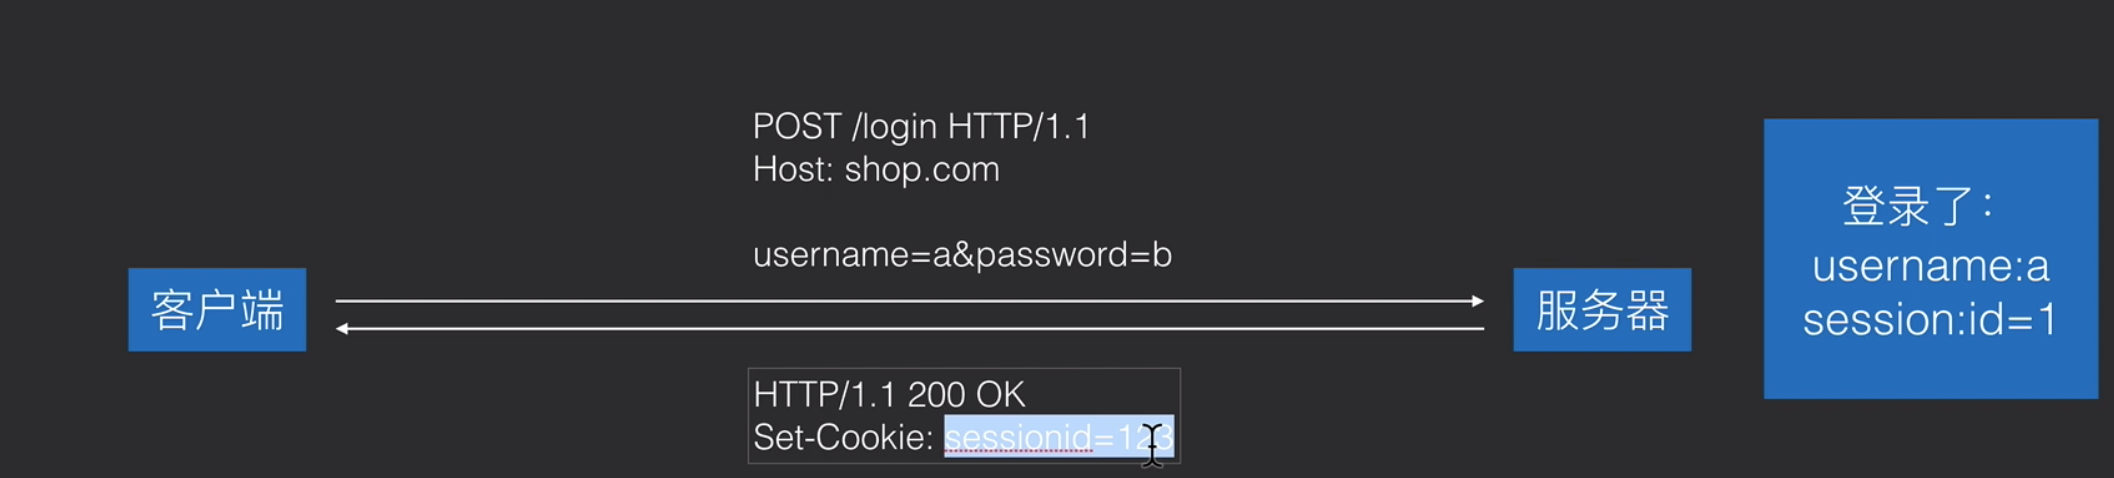 POST /login HTTP/1.1
Host: shop.com
username=a&password=b
客户端
服务器
登录了：
username:a
session:id=1
HTTP/1.1 200 OK
Set-Cookie: sessionid=123